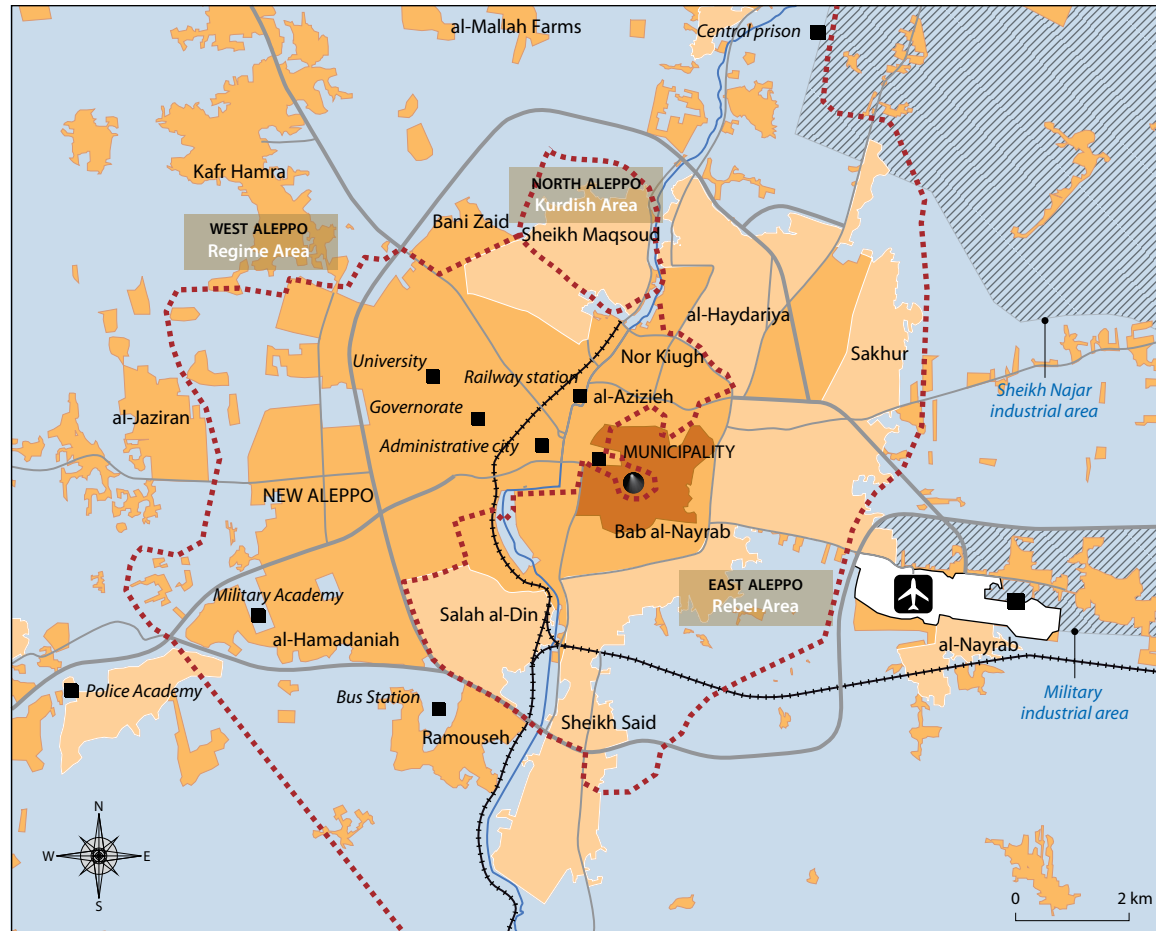 al-Mallah Farms
Central prison
Kafr Hamra
NORTH ALEPPO
Kurdish Area
WEST ALEPPO
Regime Area
Bani Zaid
Sheikh Maqsoud
al-Haydariya
University
Nor Kiugh
Sakhur
Railway station
Sheikh Najar
industrial area
al-Azizieh
Governorate
al-Jaziran
Administrative city
MUNICIPALITY
NEW ALEPPO
Bab al-Nayrab
EAST ALEPPO
Rebel Area
Military Academy
Salah al-Din
al-Hamadaniah
al-Nayrab
Police Academy
Bus Station
Military
industrial area
Sheikh Said
Ramouseh
N
W
E
S
0
2 km